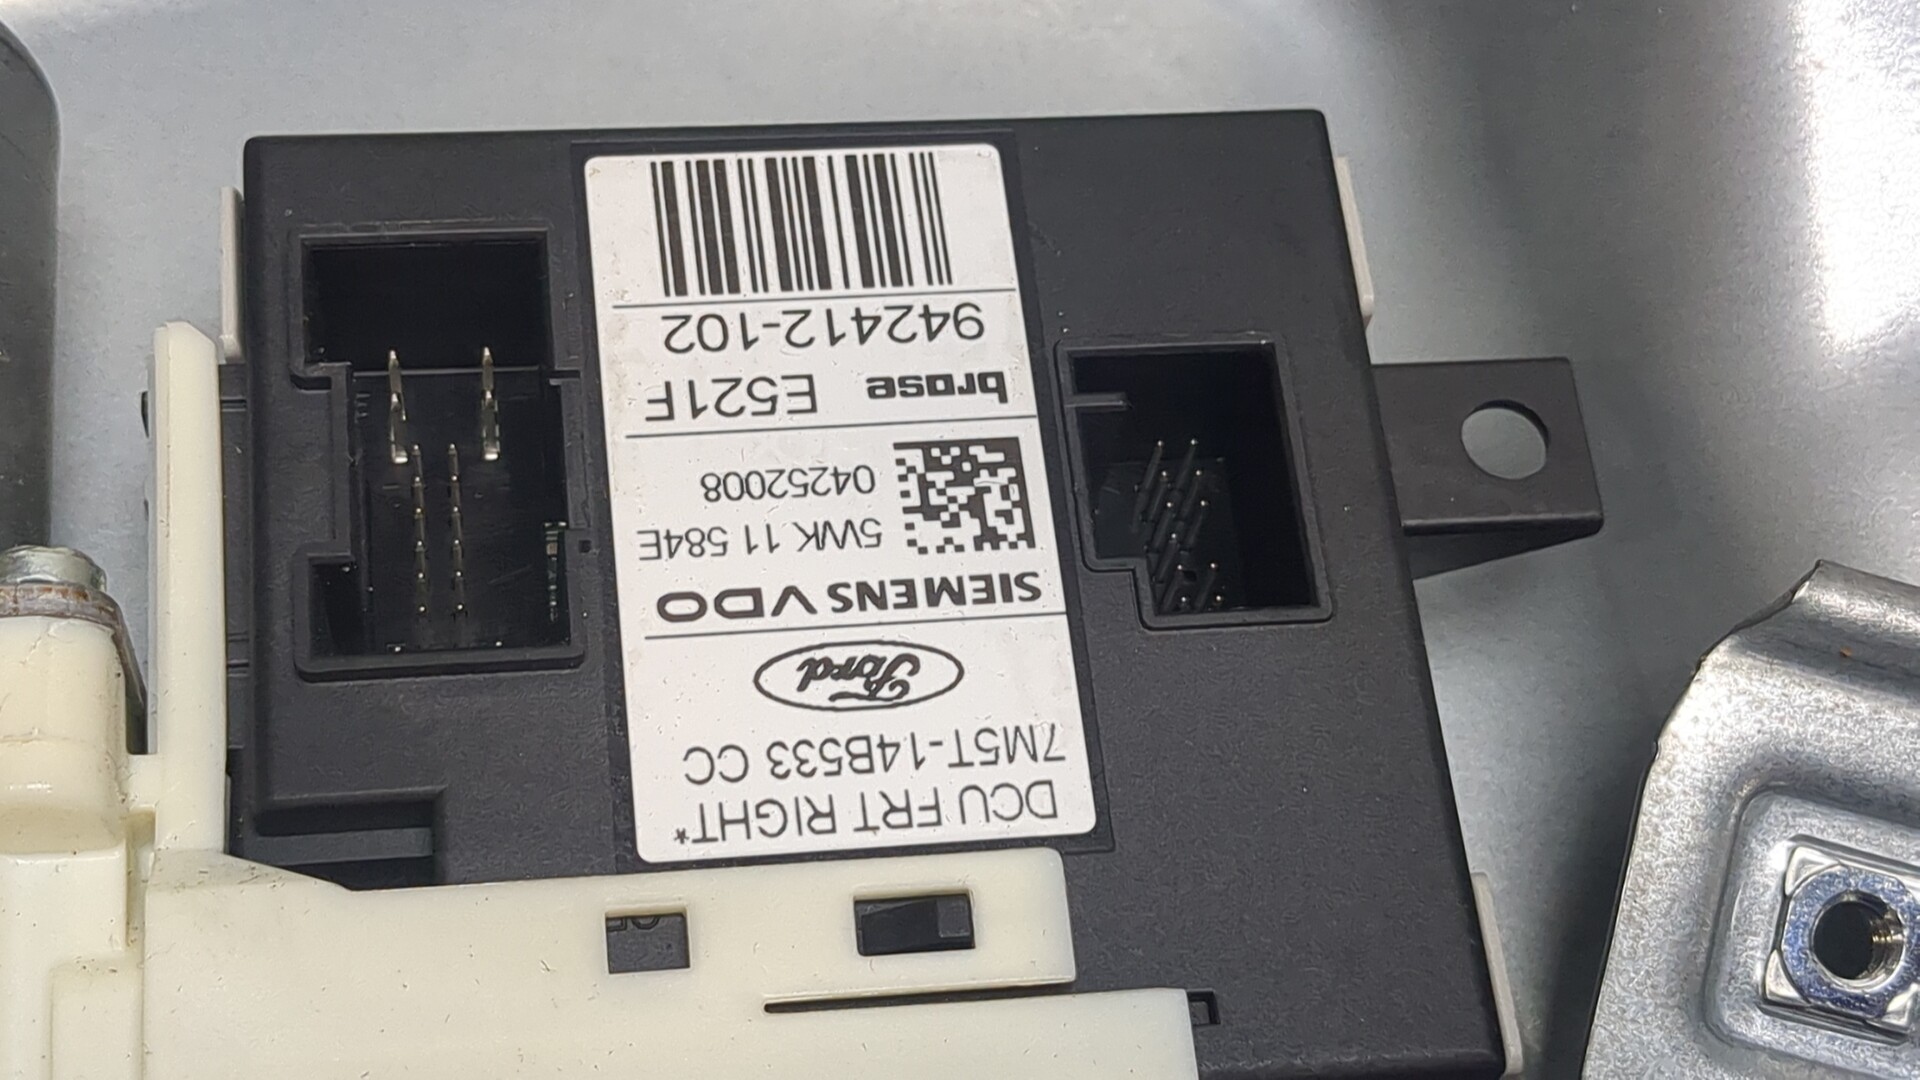 DCU FRT RIGHT*
7M5T-14B533 CC
Ford
SIEMENS VDO
5WK 11 584E
04252008
brose E521F
942412-102